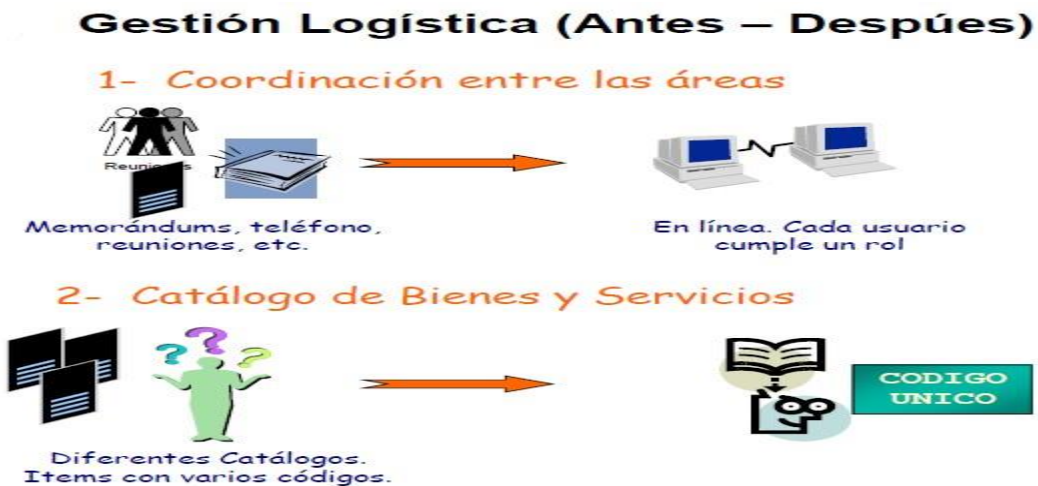 Gestión Logística (Antes – Despúes)
1- Coordinación entre las áreas
Reuniones
Memorándums, teléfono,
reuniones, etc.
En línea. Cada usuario
cumple un rol
2- Catálogo de Bienes y Servicios
CODIGO
UNICO
Diferentes Catálogos.
Items con varios códigos.